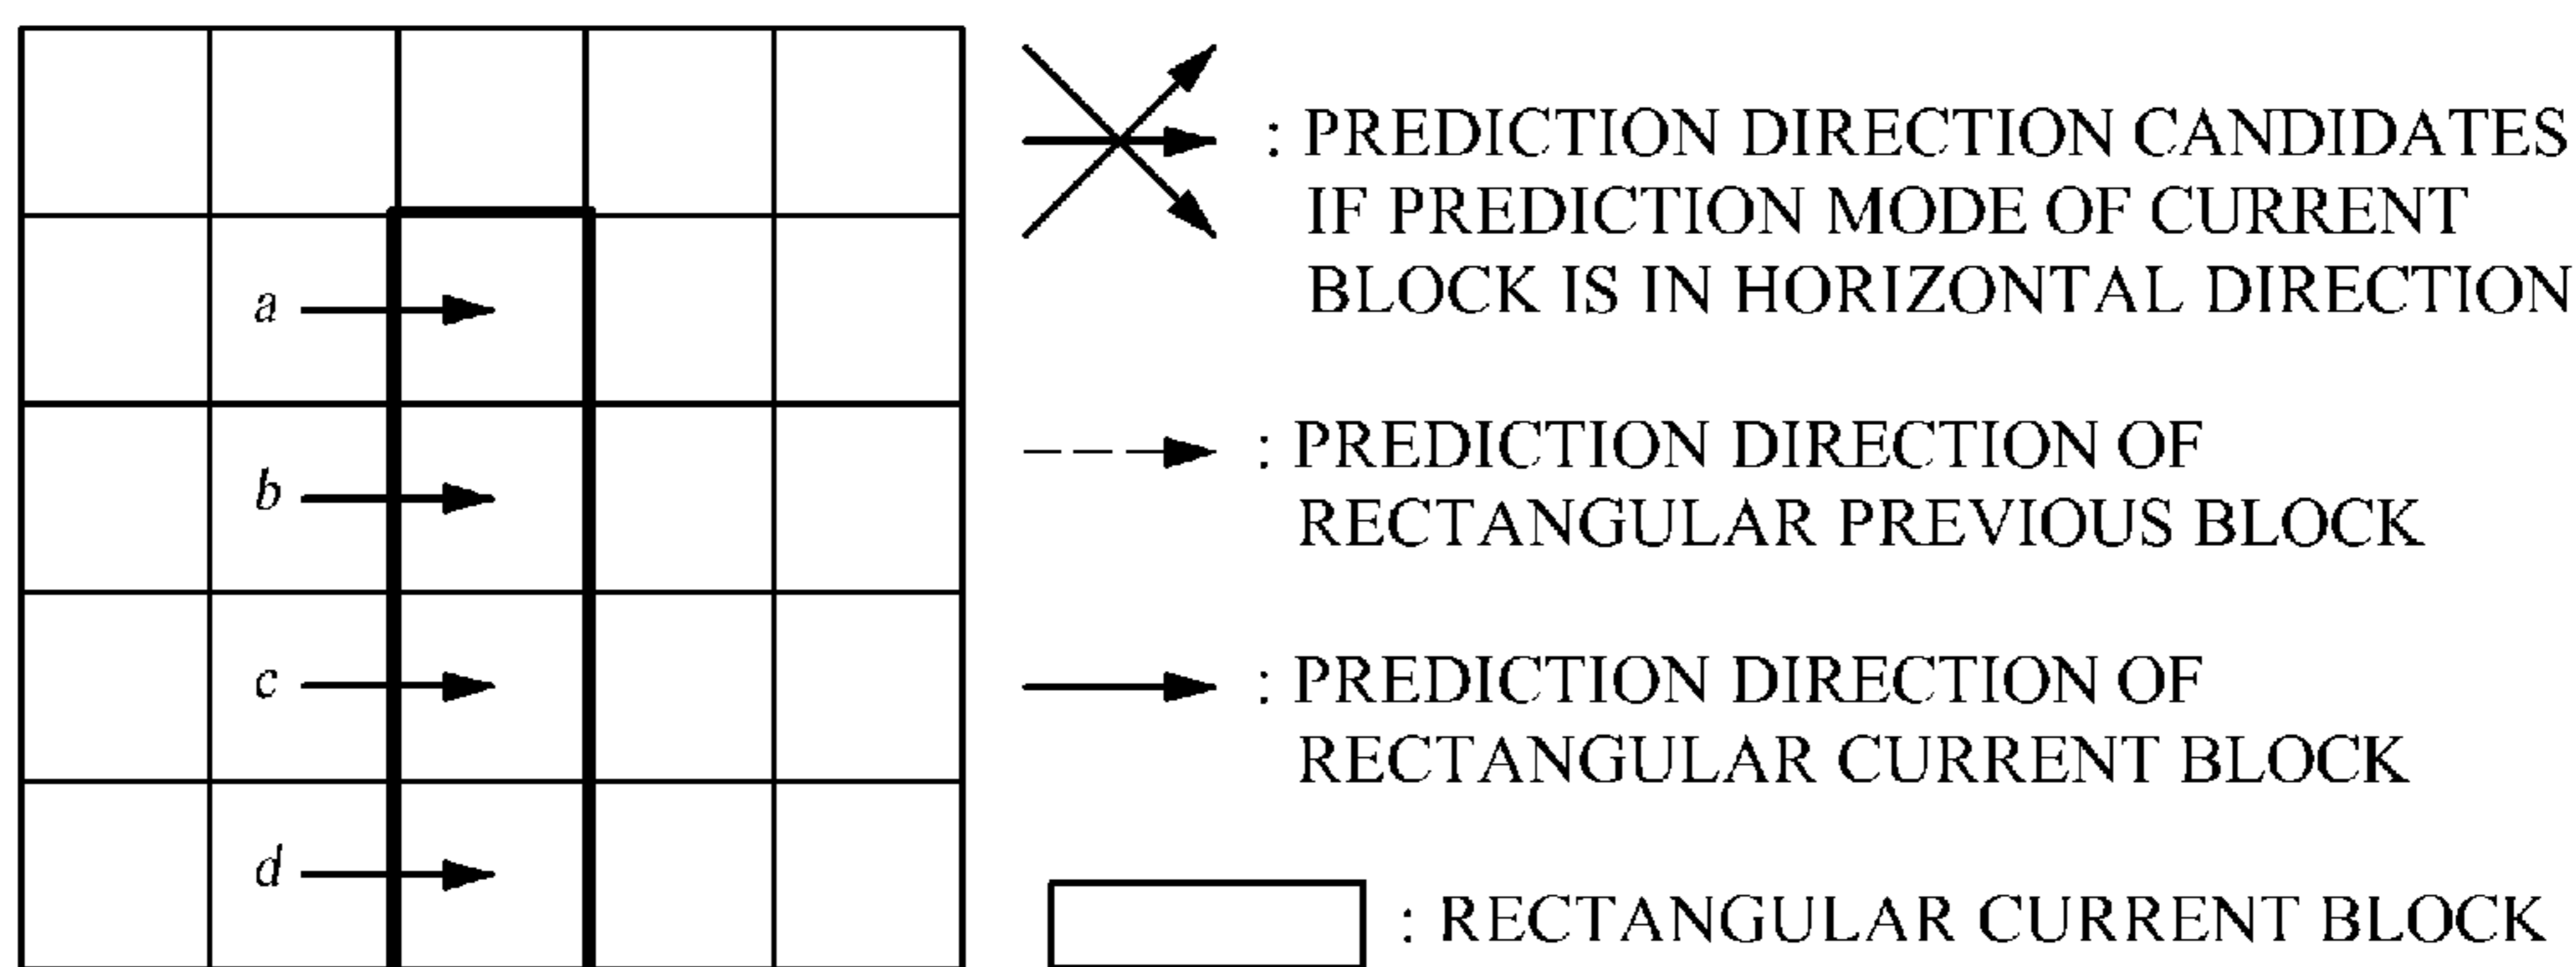 : PREDICTION DIRECTION CANDIDATES
IF PREDICTION MODE OF CURRENT
BLOCK IS IN HORIZONTAL DIRECTION
a
b
: PREDICTION DIRECTION OF
RECTANGULAR PREVIOUS BLOCK
c
: PREDICTION DIRECTION OF
RECTANGULAR CURRENT BLOCK
d
: RECTANGULAR CURRENT BLOCK